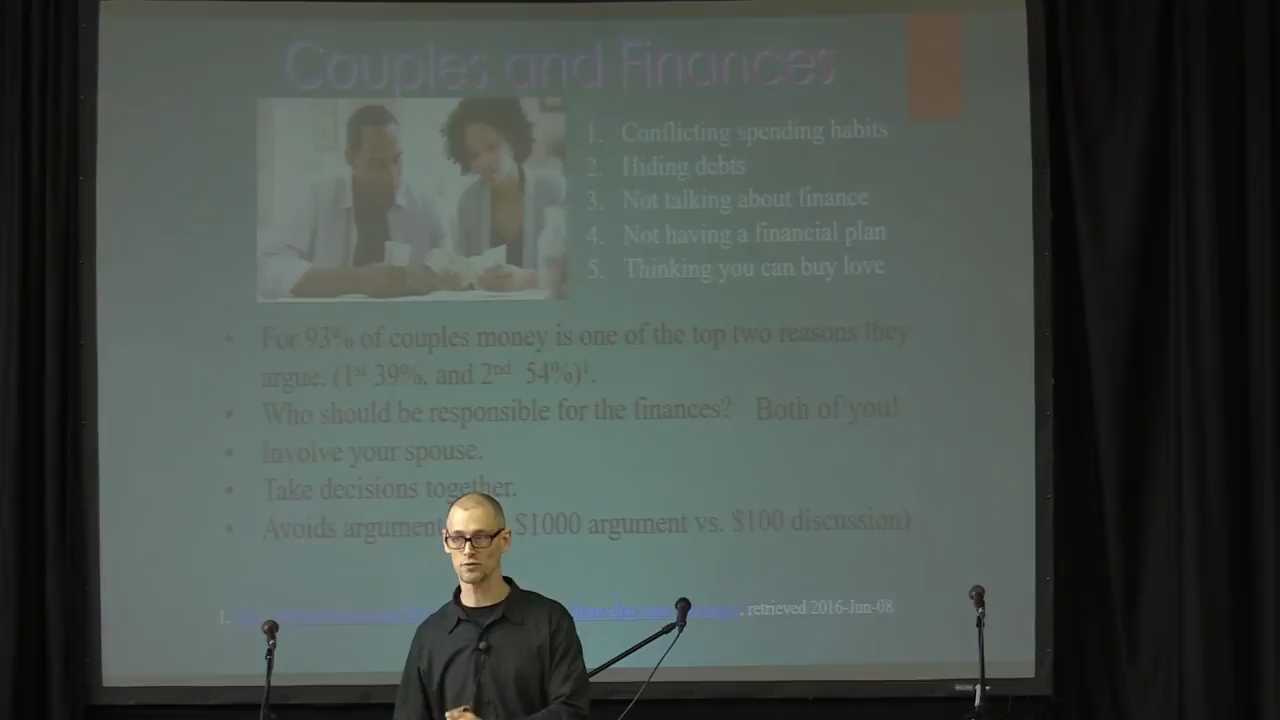 Couples and Finances
1. Conflicting spending habits
2. Hiding debts
3. Not talking about finance
4. Not having a financial plan
5. Thinking you can buy love
• For 93% of couples money is one of the top two reasons they
argue. (1st 39%, and 2nd 54%)1.
• Who should be responsible for the finances? Both of you!
• Involve your spouse.
• Take decisions together.
• Avoids argument $1000 argument vs. $100 discussion)
1. , retrieved 2016-Jun-08